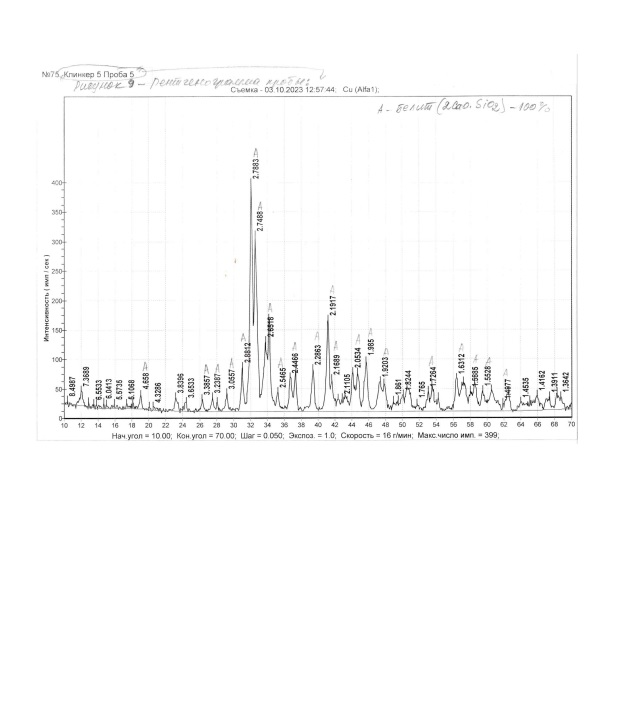 №75, Клинкер 5 Проба 5
Рисунок 9 – рентгенограмма пробы
Съемка - 03.10.2023 12:57:44; Cu (Alfa1);
А - белит (2CaO.SiO2) - 100%
Интенсивность ( имп / сек )
400
350
300
250
200
150
100
50
0
8.4987
7.3689
6.5533
6.0413
5.5735
5.1068
А 4.658
4.3286
3.8396
3.6533
А 3.3857
А 3.2387
А 3.0557
А 2.8812
А 2.7883
А 2.7488
А 2.6516
А 2.5465
А 2.4466
А 2.2863
А 2.1917
А 2.1689
2.1105
А 2.0534
А 1.985
А 1.9203
1.861
1.8244
1.765
А 1.7264
А 1.6312
А 1.5885
А 1.5528
А 1.4977
1.4535
1.4162
1.3911
1.3642
10 12 14 16 18 20 22 24 26 28 30 32 34 36 38 40 42 44 46 48 50 52 54 56 58 60 62 64 66 68 70
Нач.угол = 10.00; Кон.угол = 70.00; Шаг = 0.050; Экспоз. = 1.0; Скорость = 16 г/мин; Макс.число имп. = 399;